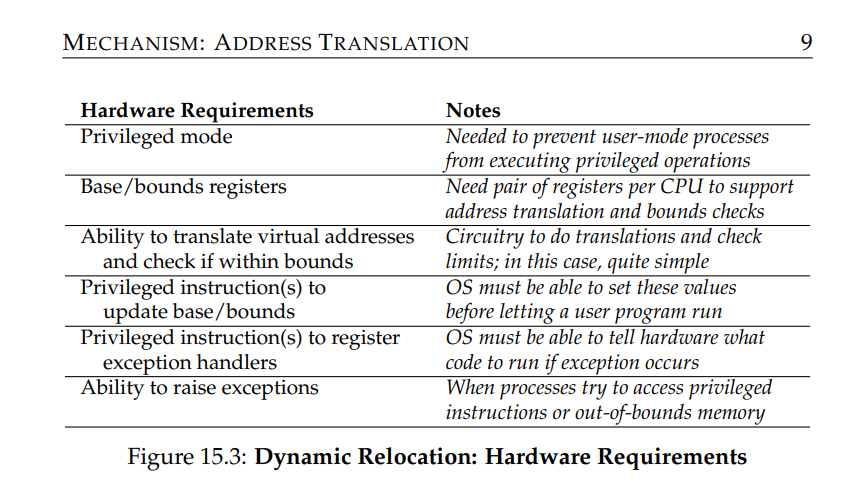 MECHANISM: ADDRESS TRANSLATION 9
Hardware Requirements Notes
Privileged mode Needed to prevent user-mode processes
from executing privileged operations
Base/bounds registers Need pair of registers per CPU to support
address translation and bounds checks
Ability to translate virtual addresses Circuitry to do translations and check
and check if within bounds limits; in this case, quite simple
Privileged instruction(s) to OS must be able to set these values
update base/bounds before letting a user program run
Privileged instruction(s) to register OS must be able to tell hardware what
exception handlers code to run if exception occurs
Ability to raise exceptions When processes try to access privileged
instructions or out-of-bounds memory
Figure 15.3: Dynamic Relocation: Hardware Requirements